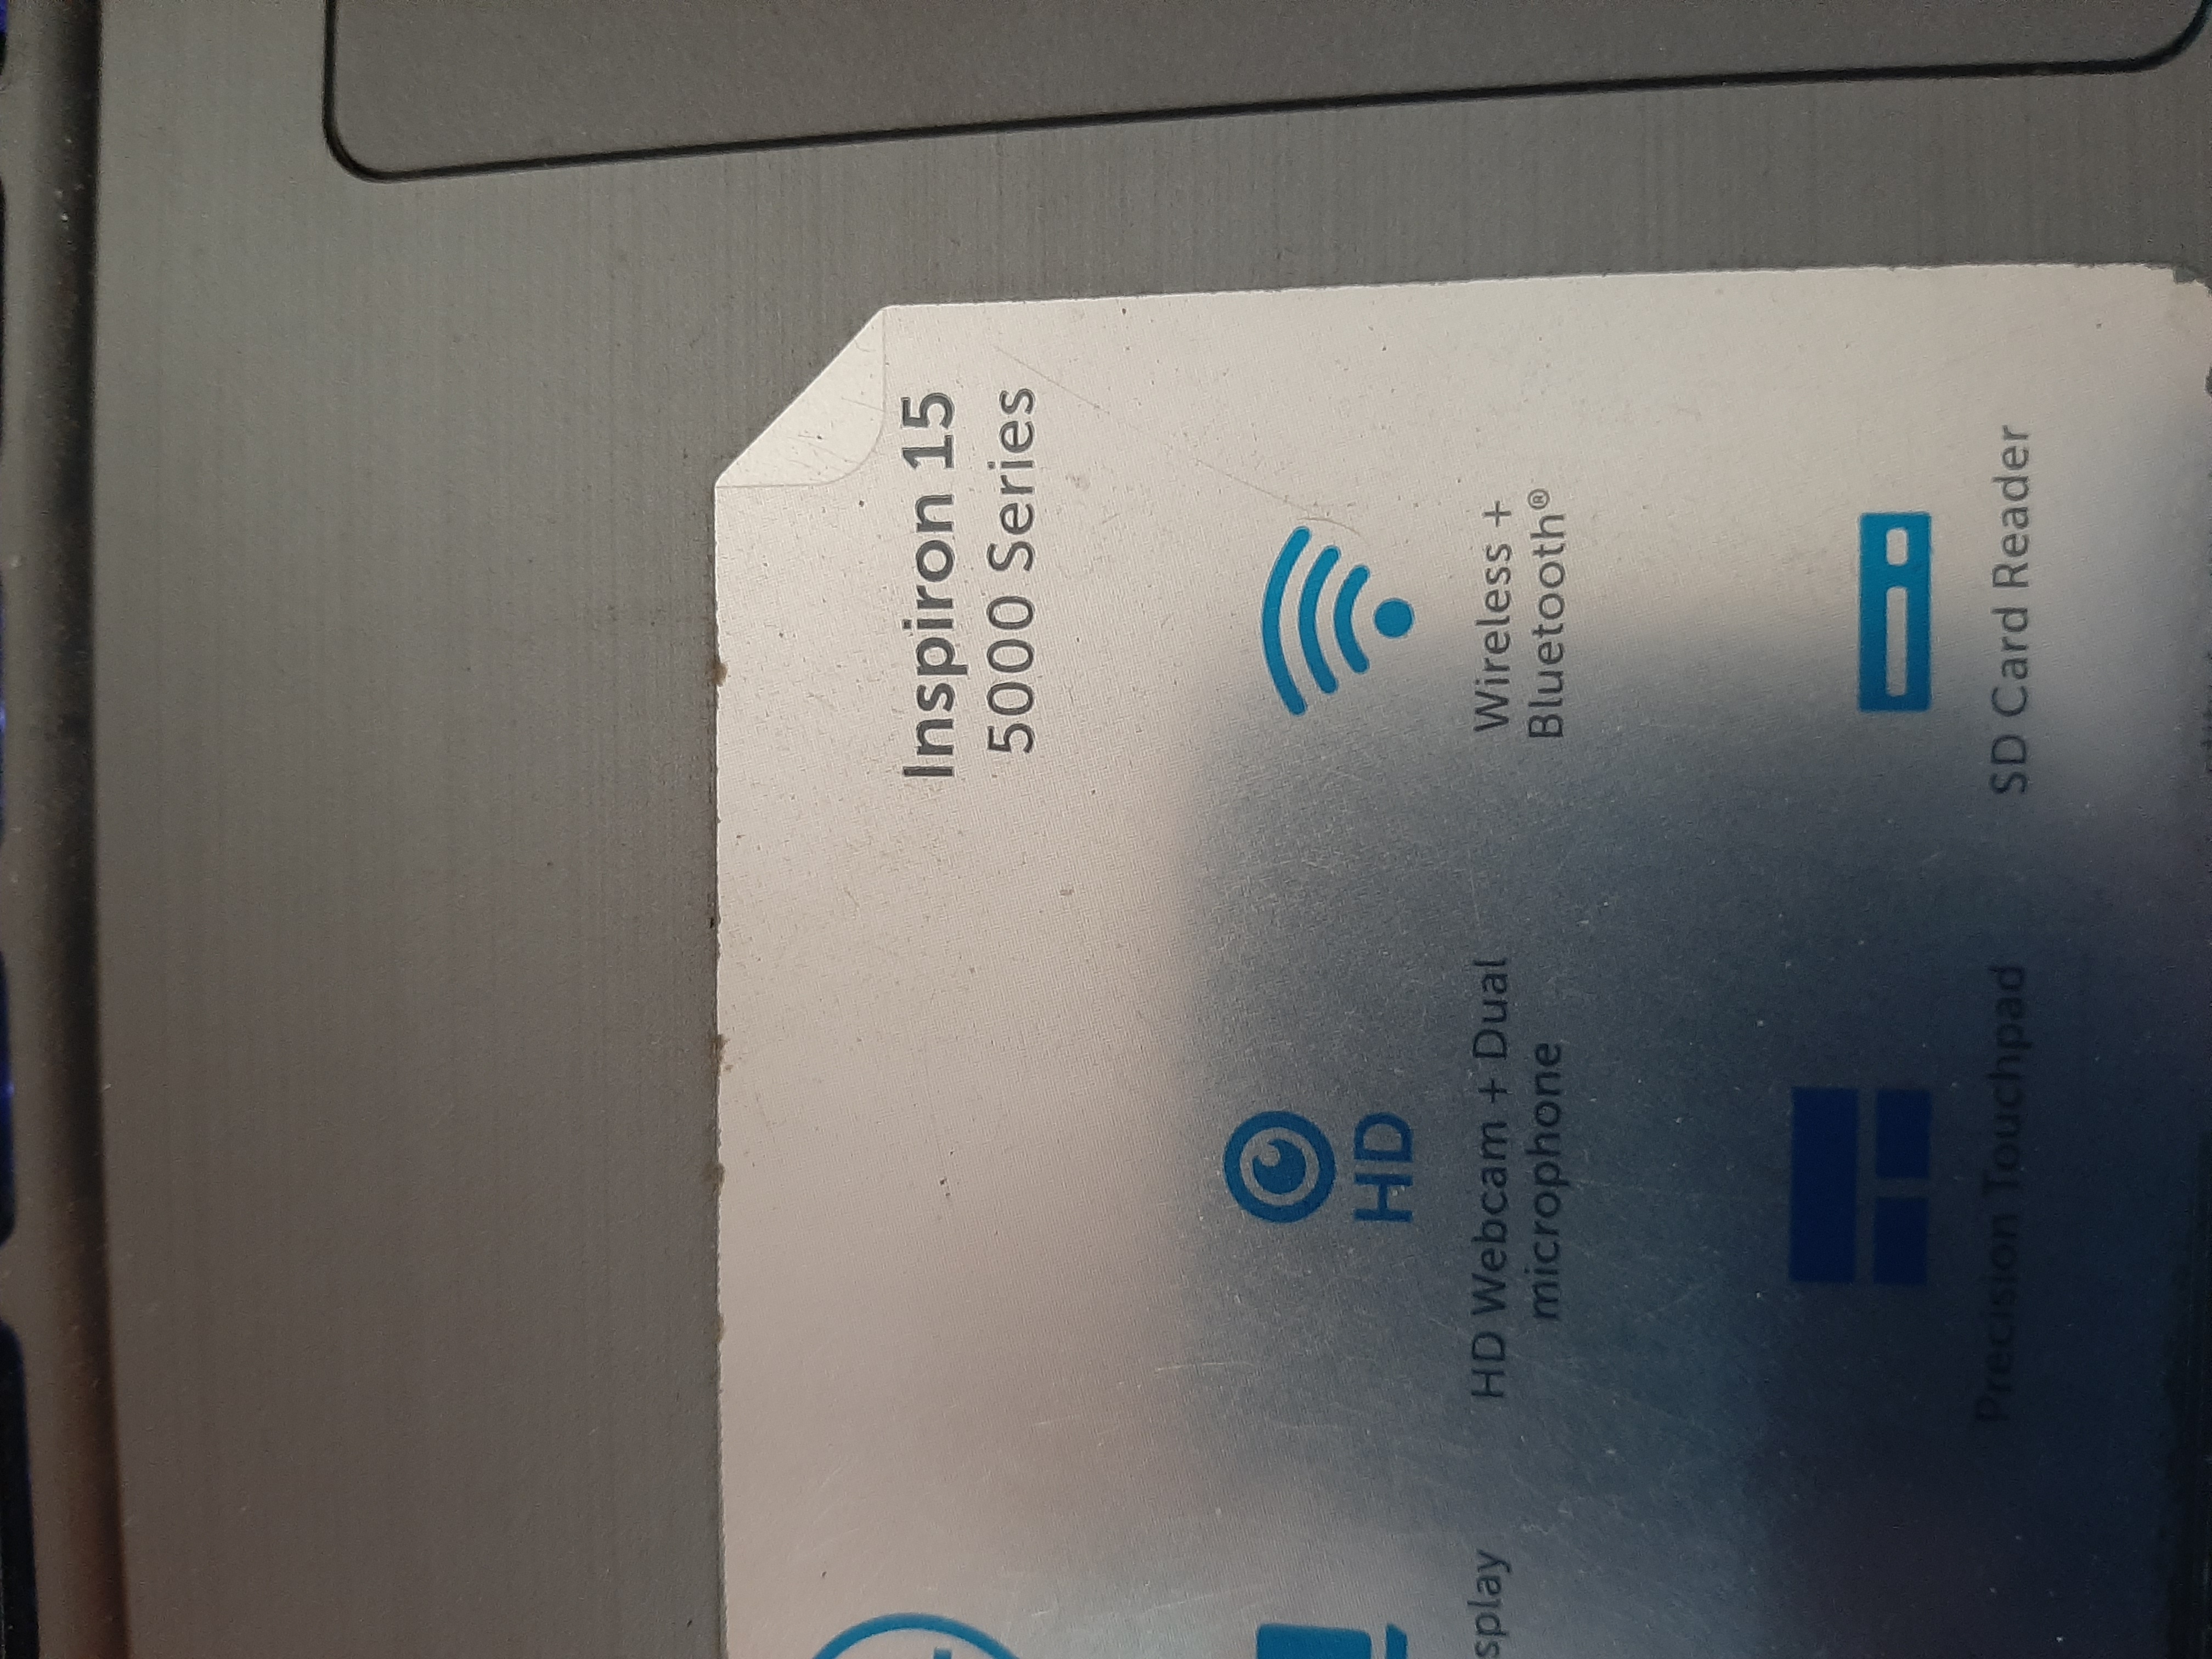 Inspiron 15
5000 Series
HD
splay
HD Webcam + Dual
microphone
Wireless +
Bluetooth®
Precision Touchpad
SD Card Reader